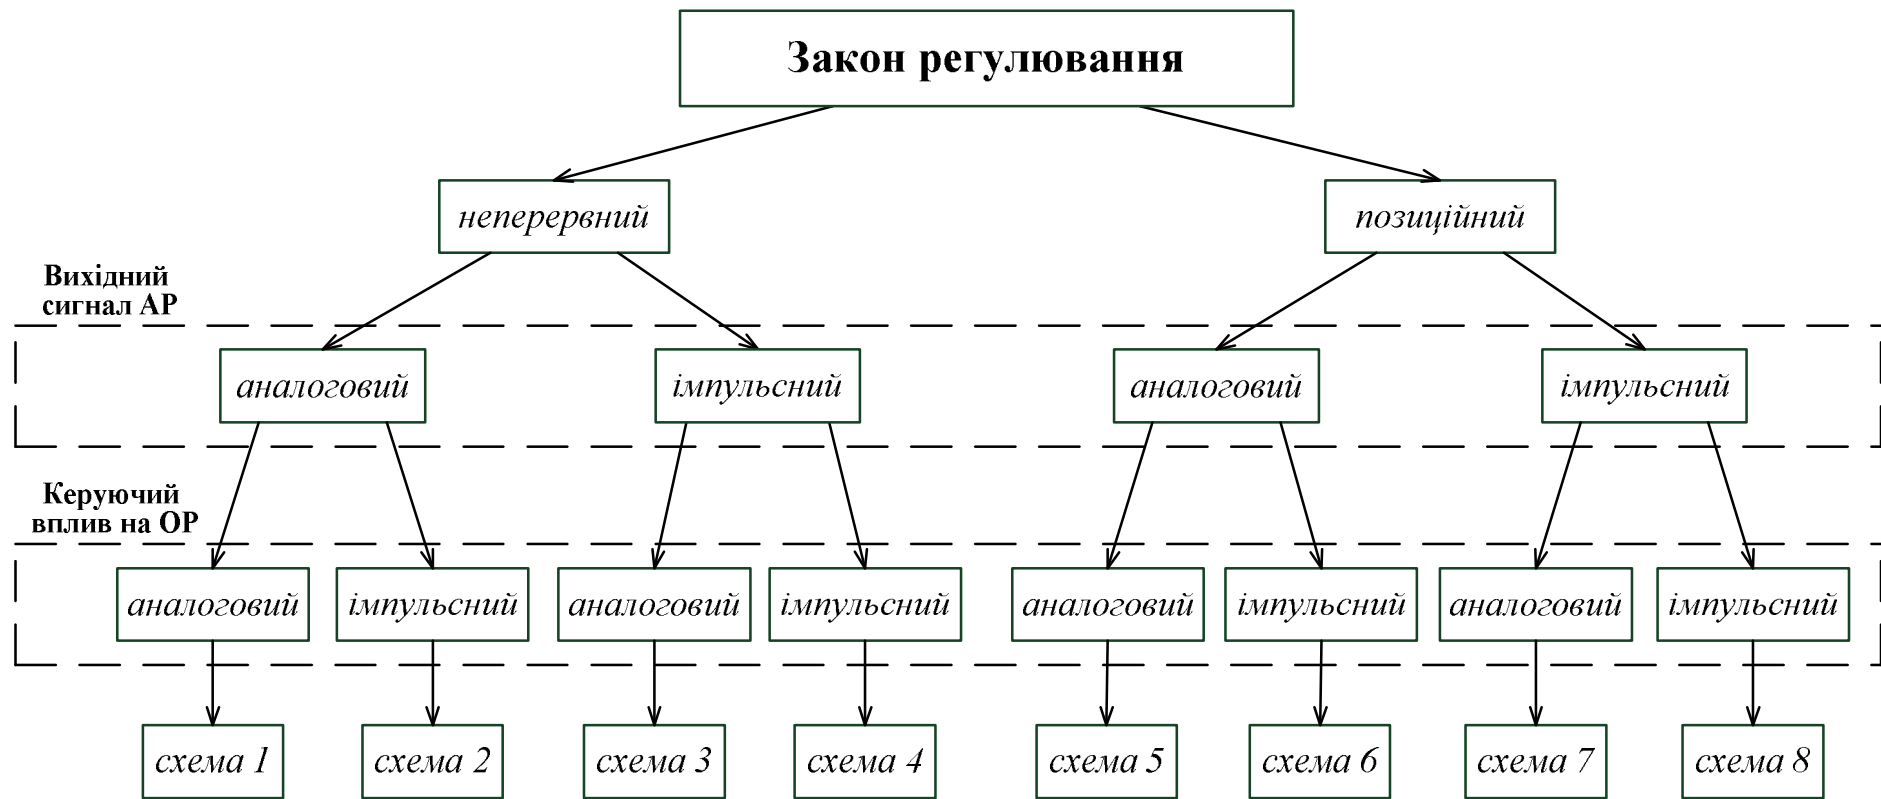 Закон регулювання
неперервний
позиційний
Вихідний
сигнал АР
аналоговий
імпульсний
аналоговий
імпульсний
Керуючий
вплив на ОР
аналоговий
імпульсний
аналоговий
імпульсний
аналоговий
імпульсний
аналоговий
імпульсний
схема 1
схема 2
схема 3
схема 4
схема 5
схема 6
схема 7
схема 8